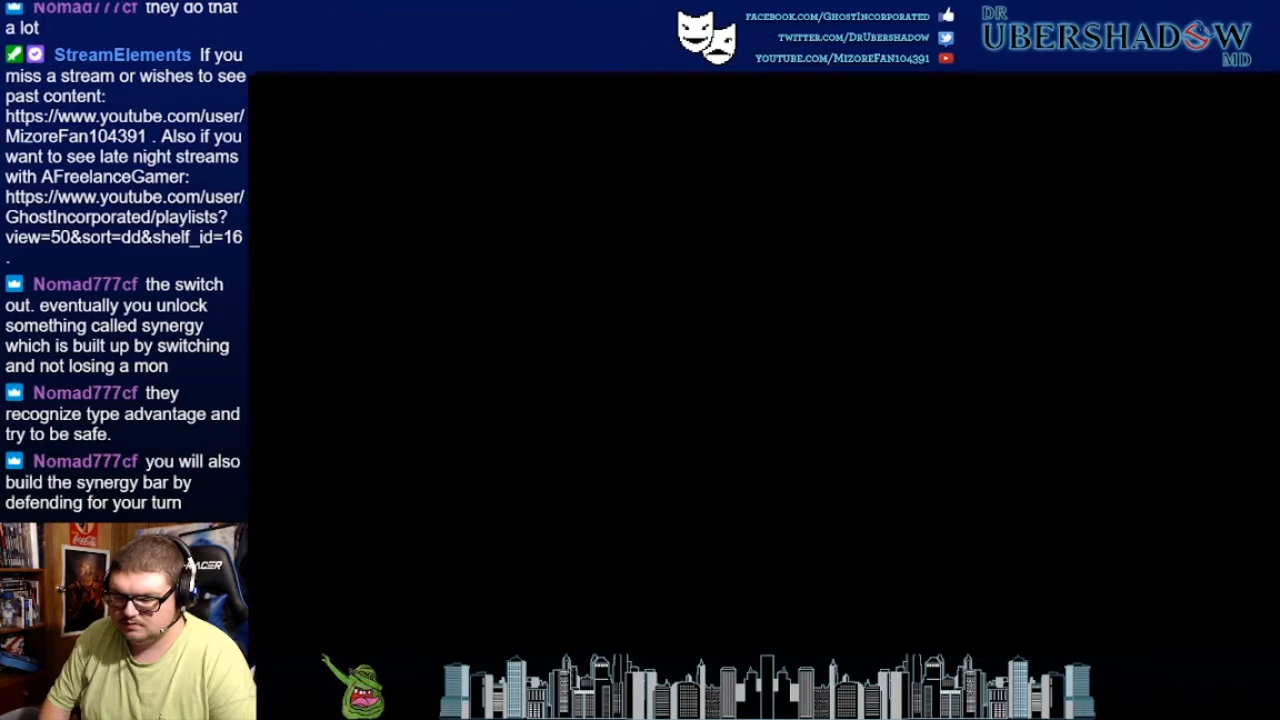 Nomad777cf they do that
a lot
StreamElements If you
miss a stream or wishes to see
past content:
https://www.youtube.com/user/
MizoreFan104391 . Also if you
want to see late night streams
with AFreelanceGamer:
https://www.youtube.com/user/
GhostIncorporated/playlists?
view=50&sort=dd&shelf_id=16
.
Nomad777cf the switch
out. eventually you unlock
something called synergy
which is built up by switching
and not losing a mon
Nomad777cf they
recognize type advantage and
try to be safe.
Nomad777cf you will also
build the synergy bar by
defending for your turn
facebook.com/GhostIncorporated
twitter.com/DrUbershadow
youtube.com/MizoreFan104391
DR
UBERSHADOW
MD
RACER
Coca-Cola